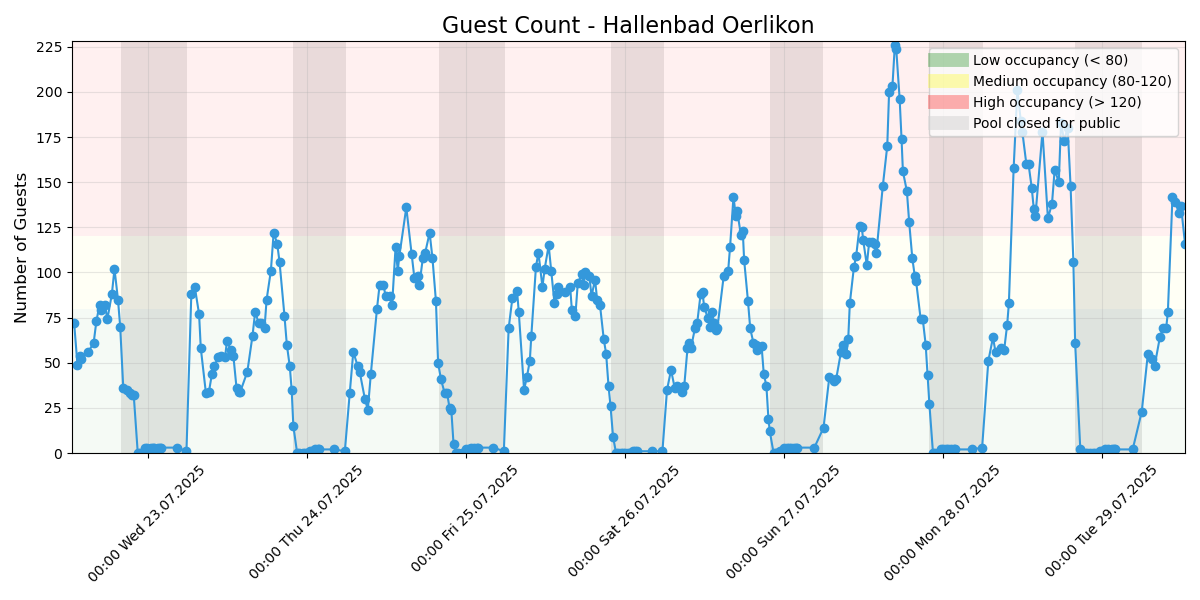 Guest Count - Hallenbad Oerlikon
Number of Guests
225
200
175
150
125
100
75
50
25
0
Low occupancy (< 80)
Medium occupancy (80-120)
High occupancy (> 120)
Pool closed for public
00:00 Wed 23.07.2025
00:00 Thu 24.07.2025
00:00 Fri 25.07.2025
00:00 Sat 26.07.2025
00:00 Sun 27.07.2025
00:00 Mon 28.07.2025
00:00 Tue 29.07.2025